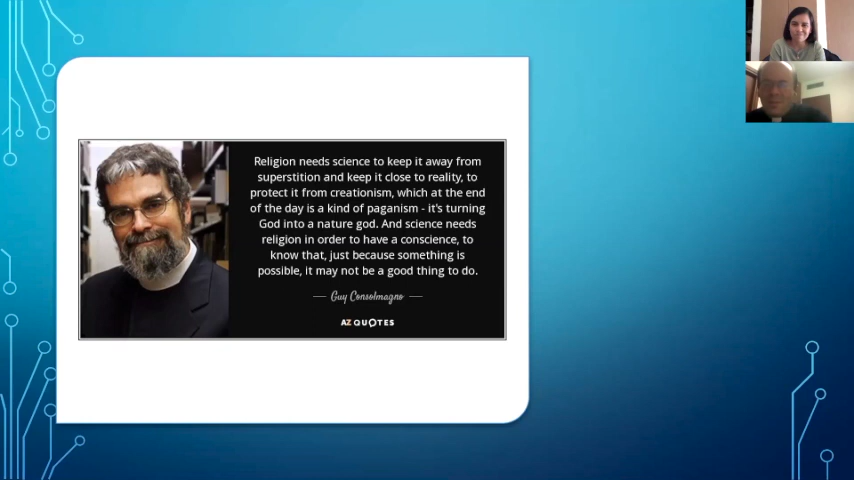 Religion needs science to keep it away from
superstition and keep it close to reality, to
protect it from creationism, which at the end
of the day is a kind of paganism - it's turning
God into a nature god. And science needs
religion in order to have a conscience, to
know that, just because something is
possible, it may not be a good thing to do.
Guy Consolmagno
AZ QUOTES